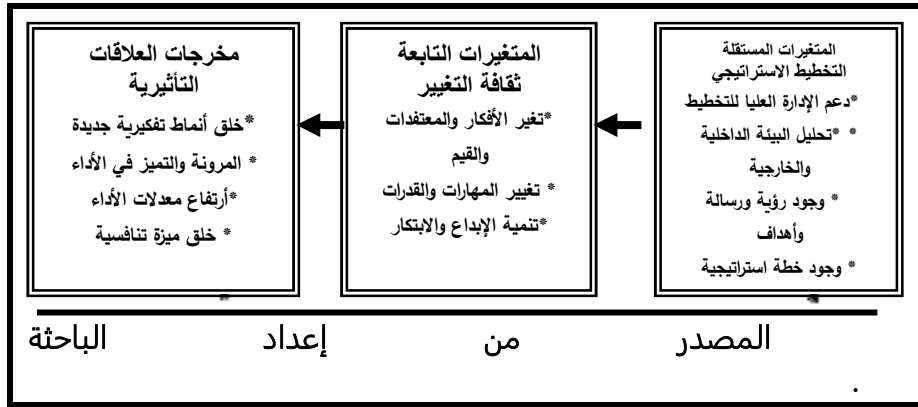 المتغيرات المستقلة
التخطيط الاستراتيجي
*دعم الإدارة العليا للتخطيط
* *تحليل البيئة الداخلية
والخارجية
* وجود رؤية ورسالة
وأهداف
* وجود خطة استراتيجية
المتغيرات التابعة
ثقافة التغيير
*تغير الأفكار والمعتفدات
والقيم
* تغيير المهارات والقدرات
*تنمية الإبداع والابتكار
مخرجات العلاقات
التأثيرية
*خلق أنماط تفكيرية جديدة
* المرونة والتميز في الأداء
*أرتفاع معدلات الأداء
* خلق ميزة تنافسية
المصدر من إعداد الباحثة
.